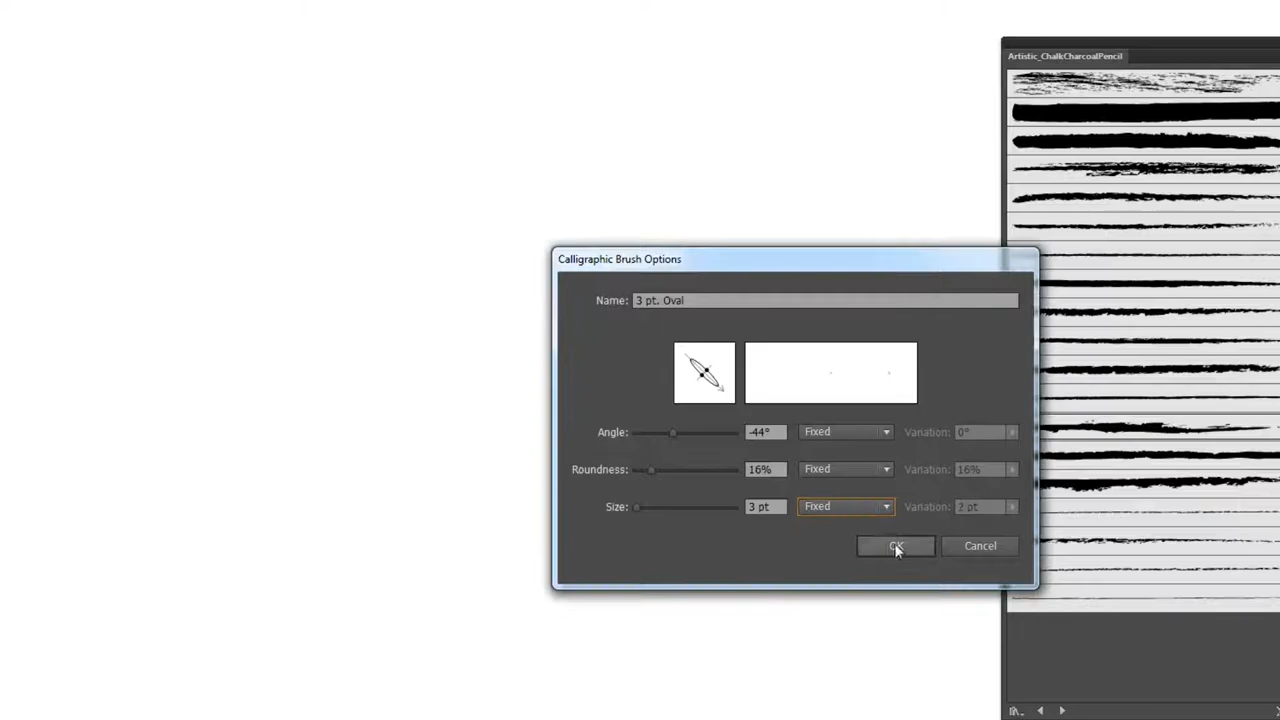 Artistic_ChalkCharcoalPencil
Calligraphic Brush Options
Name: 3 pt. Oval
Angle: -44° Fixed Variation: 0°
Roundness: 16% Fixed Variation: 16%
Size: 3 pt Fixed Variation: 2 pt
OK Cancel